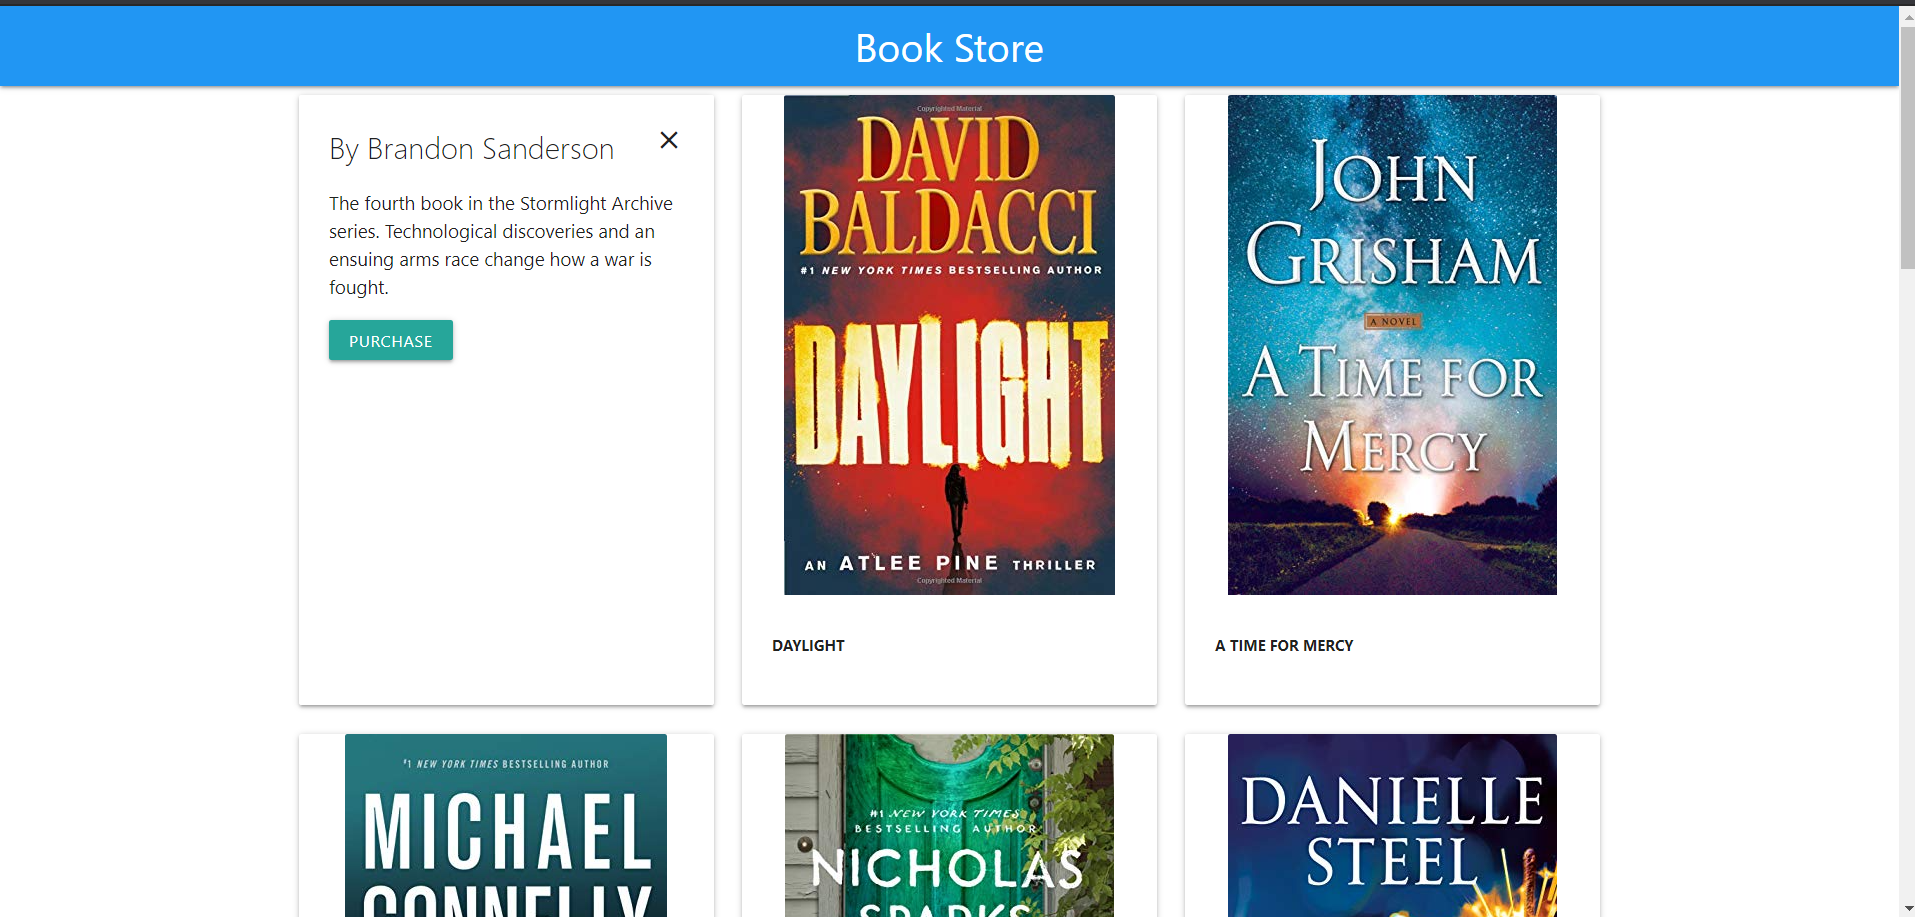 Book Store
By Brandon Sanderson
The fourth book in the Stormlight Archive
series. Technological discoveries and an
ensuing arms race change how a war is
fought.
PURCHASE
Copyrighted Material
DAVID
BALDACCI
#1 NEW YORK TIMES BESTSELLING AUTHOR
DAYLIGHT
AN ATLEE PINE THRILLER
Copyrighted Material
DAYLIGHT
JOHN
GRISHAM
A NOVEL
A TIME FOR
MERCY
A TIME FOR MERCY
#1 NEW YORK TIMES BESTSELLING AUTHOR
MICHAEL
CONNELLY
#1 NEW YORK TIMES
BESTSELLING AUTHOR
NICHOLAS
SPARKS
DANIELLE
STEEL